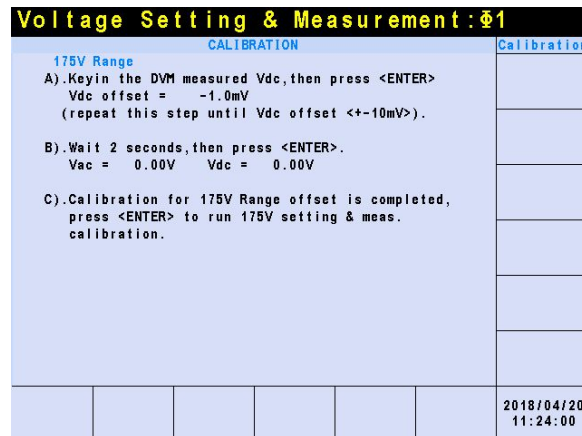 Voltage Setting & Measurement:Φ1
CALIBRATION
Calibration
175V Range
A).Keyin the DVM measured Vdc,then press <ENTER>
Vdc offset = -1.0mV
(repeat this step until Vdc offset <+-10mV>).
B).Wait 2 seconds,then press <ENTER>.
Vac = 0.00V Vdc = 0.00V
C).Calibration for 175V Range offset is completed,
press <ENTER> to run 175V setting & meas.
calibration.
2018/04/20
11:24:00